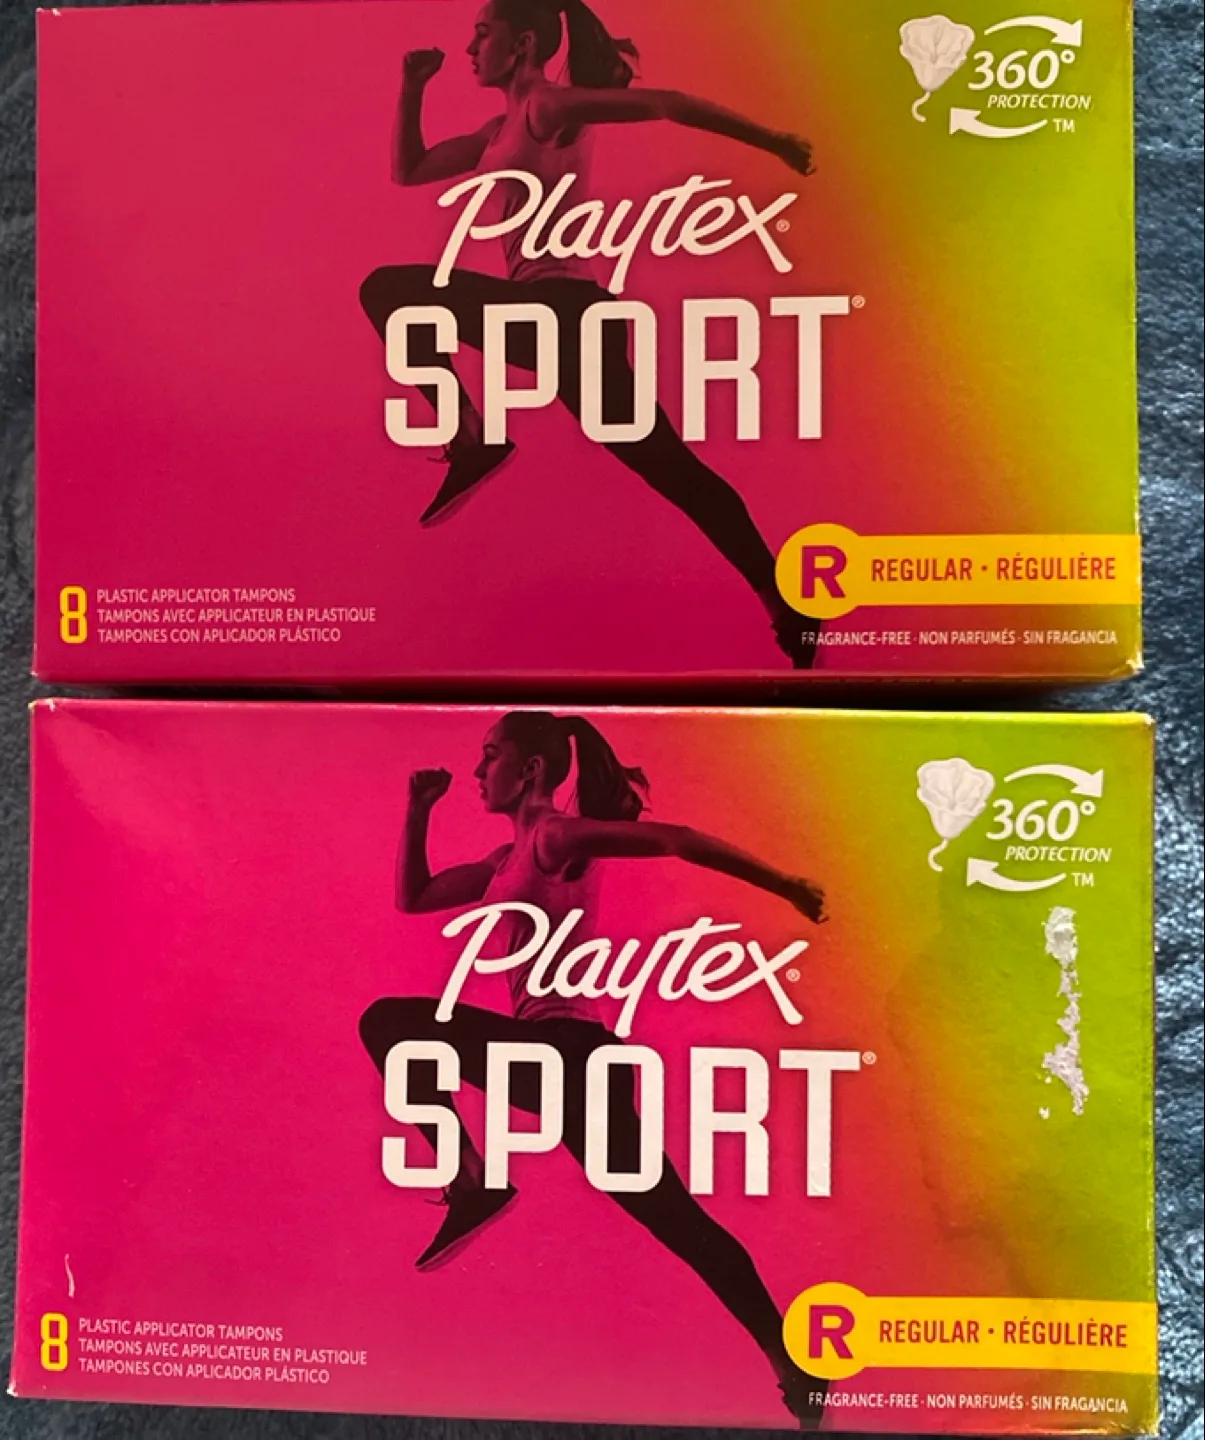 360°
PROTECTION
TM
Playtex®
SPORT®
R REGULAR · RÉGULIÈRE
8 PLASTIC APPLICATOR TAMPONS
TAMPONS AVEC APPLICATEUR EN PLASTIQUE
TAMPONES CON APLICADOR PLÁSTICO
FRAGRANCE-FREE · NON PARFUMÉS · SIN FRAGANCIA
360°
PROTECTION
TM
Playtex®
SPORT®
R REGULAR · RÉGULIÈRE
8 PLASTIC APPLICATOR TAMPONS
TAMPONS AVEC APPLICATEUR EN PLASTIQUE
TAMPONES CON APLICADOR PLÁSTICO
FRAGRANCE-FREE · NON PARFUMÉS · SIN FRAGANCIA